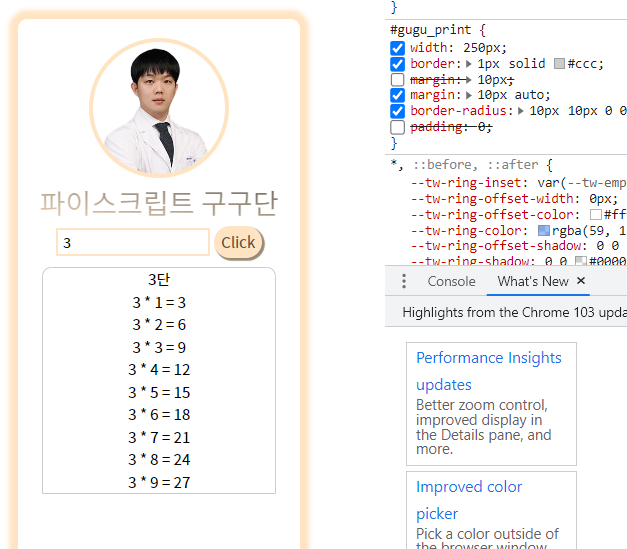 파이스크립트 구구단
3
Click
3단
3 * 1 = 3
3 * 2 = 6
3 * 3 = 9
3 * 4 = 12
3 * 5 = 15
3 * 6 = 18
3 * 7 = 21
3 * 8 = 24
3 * 9 = 27
}
#gugu_print {
width: 250px;
border: 1px solid #ccc;
margin: 10px;
margin: 10px auto;
border-radius: 10px 10px 0 0
padding: 0;
}
*, ::before, ::after {
--tw-ring-inset: var(--tw-emp
--tw-ring-offset-width: 0px;
--tw-ring-offset-color: #ff
--tw-ring-color: rgba(59, 1
--tw-ring-offset-shadow: 0 0
--tw-ring-shadow: 0 0 #0000
Console
What's New
Highlights from the Chrome 103 upda
Performance Insights
updates
Better zoom control,
improved display in
the Details pane, and
more.
Improved color
picker
Pick a color outside of
the browser window